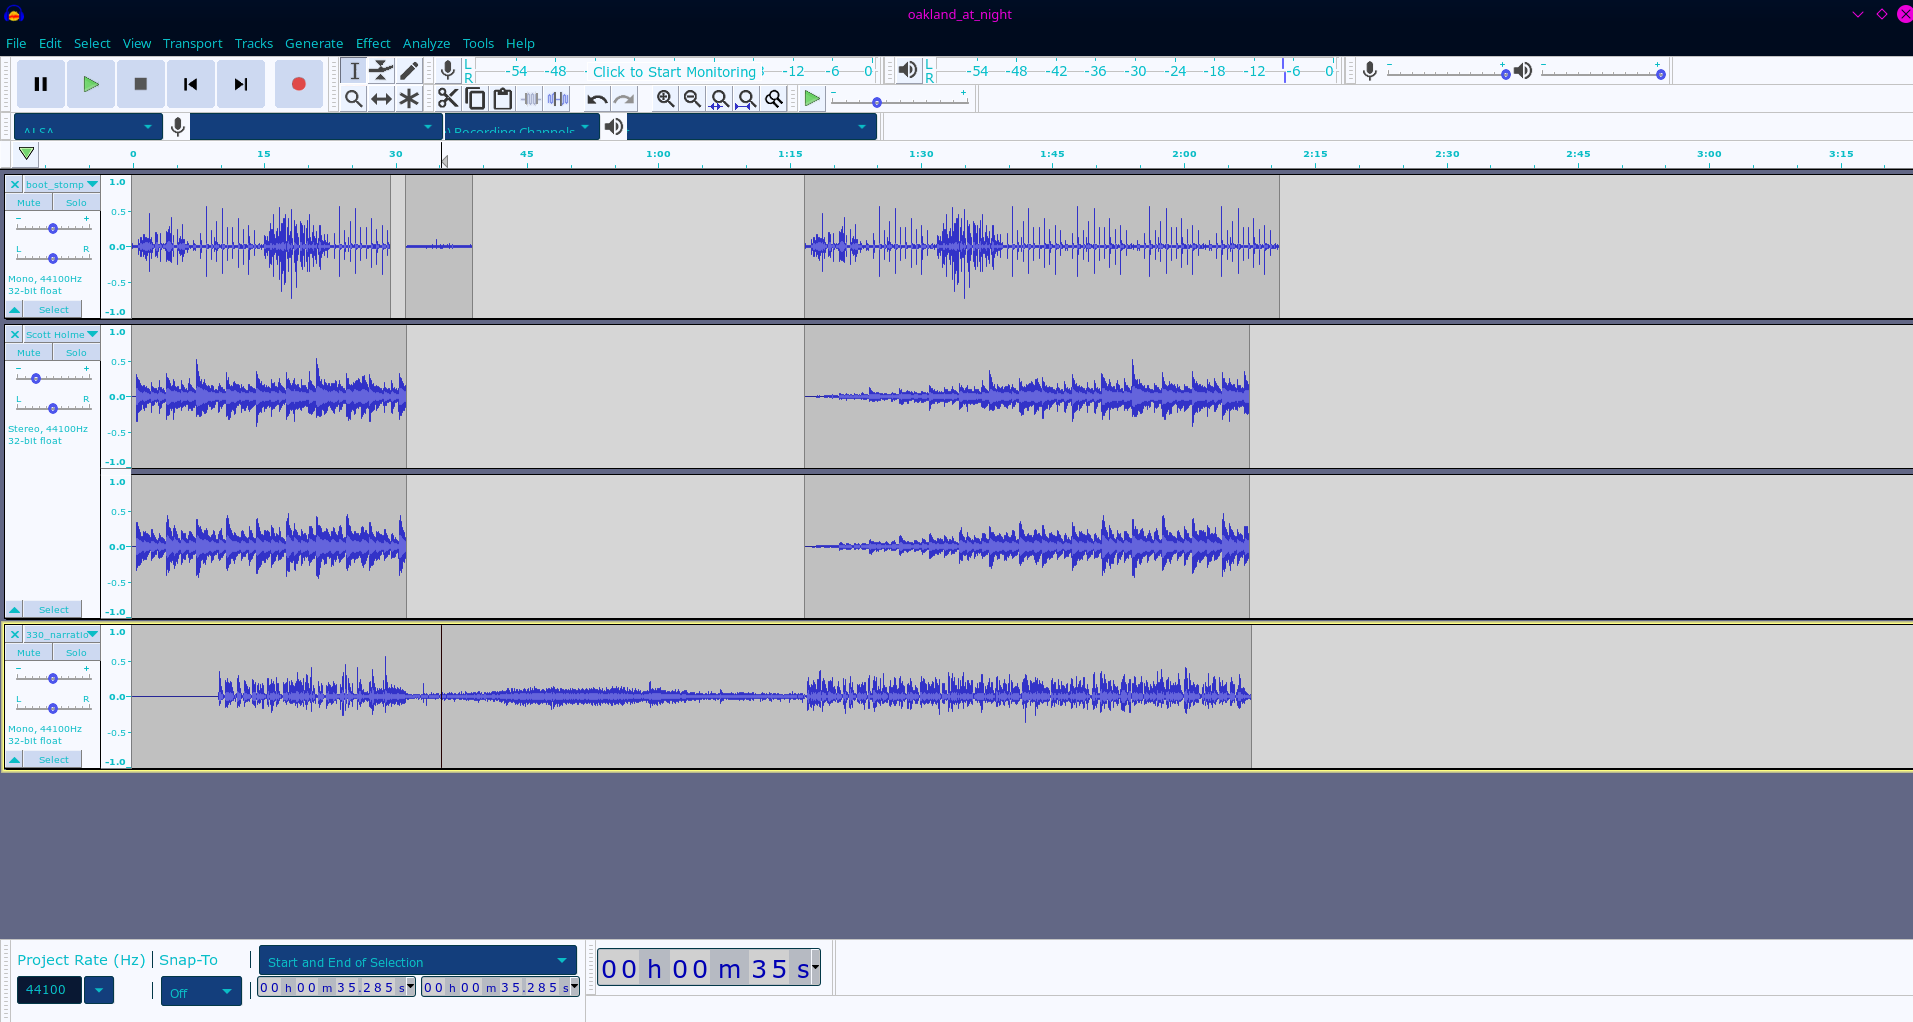 oakland_at_night
File Edit Select View Transport Tracks Generate Effect Analyze Tools Help
L
R
-54 -48 Click to Start Monitoring -12 -6 0
L
R
-54 -48 -42 -36 -30 -24 -18 -12 -6 0
- +
- +
- +
ALSA
) Recording Channels
0 15 30 45 1:00 1:15 1:30 1:45 2:00 2:15 2:30 2:45 3:00 3:15
boot_stomp
Mute Solo
- +
L R
Mono, 44100Hz
32-bit float
Select
1.0
0.5
0.0
-0.5
-1.0
Scott Holme
Mute Solo
- +
L R
Stereo, 44100Hz
32-bit float
Select
1.0
0.5
0.0
-0.5
-1.0
1.0
0.5
0.0
-0.5
-1.0
330_narratio
Mute Solo
- +
L R
Mono, 44100Hz
32-bit float
Select
1.0
0.5
0.0
-0.5
-1.0
Project Rate (Hz) Snap-To
44100
Off
Start and End of Selection
00 h 00 m 35.285 s
00 h 00 m 35.285 s
00 h 00 m 35 s